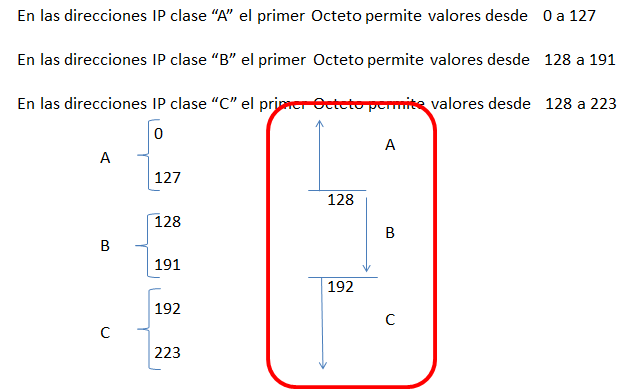 En las direcciones IP clase “A” el primer Octeto permite valores desde 0 a 127
En las direcciones IP clase “B” el primer Octeto permite valores desde 128 a 191
En las direcciones IP clase “C” el primer Octeto permite valores desde 128 a 223
0
A
A
127
128
128
B
B
191
192
192
C
C
223